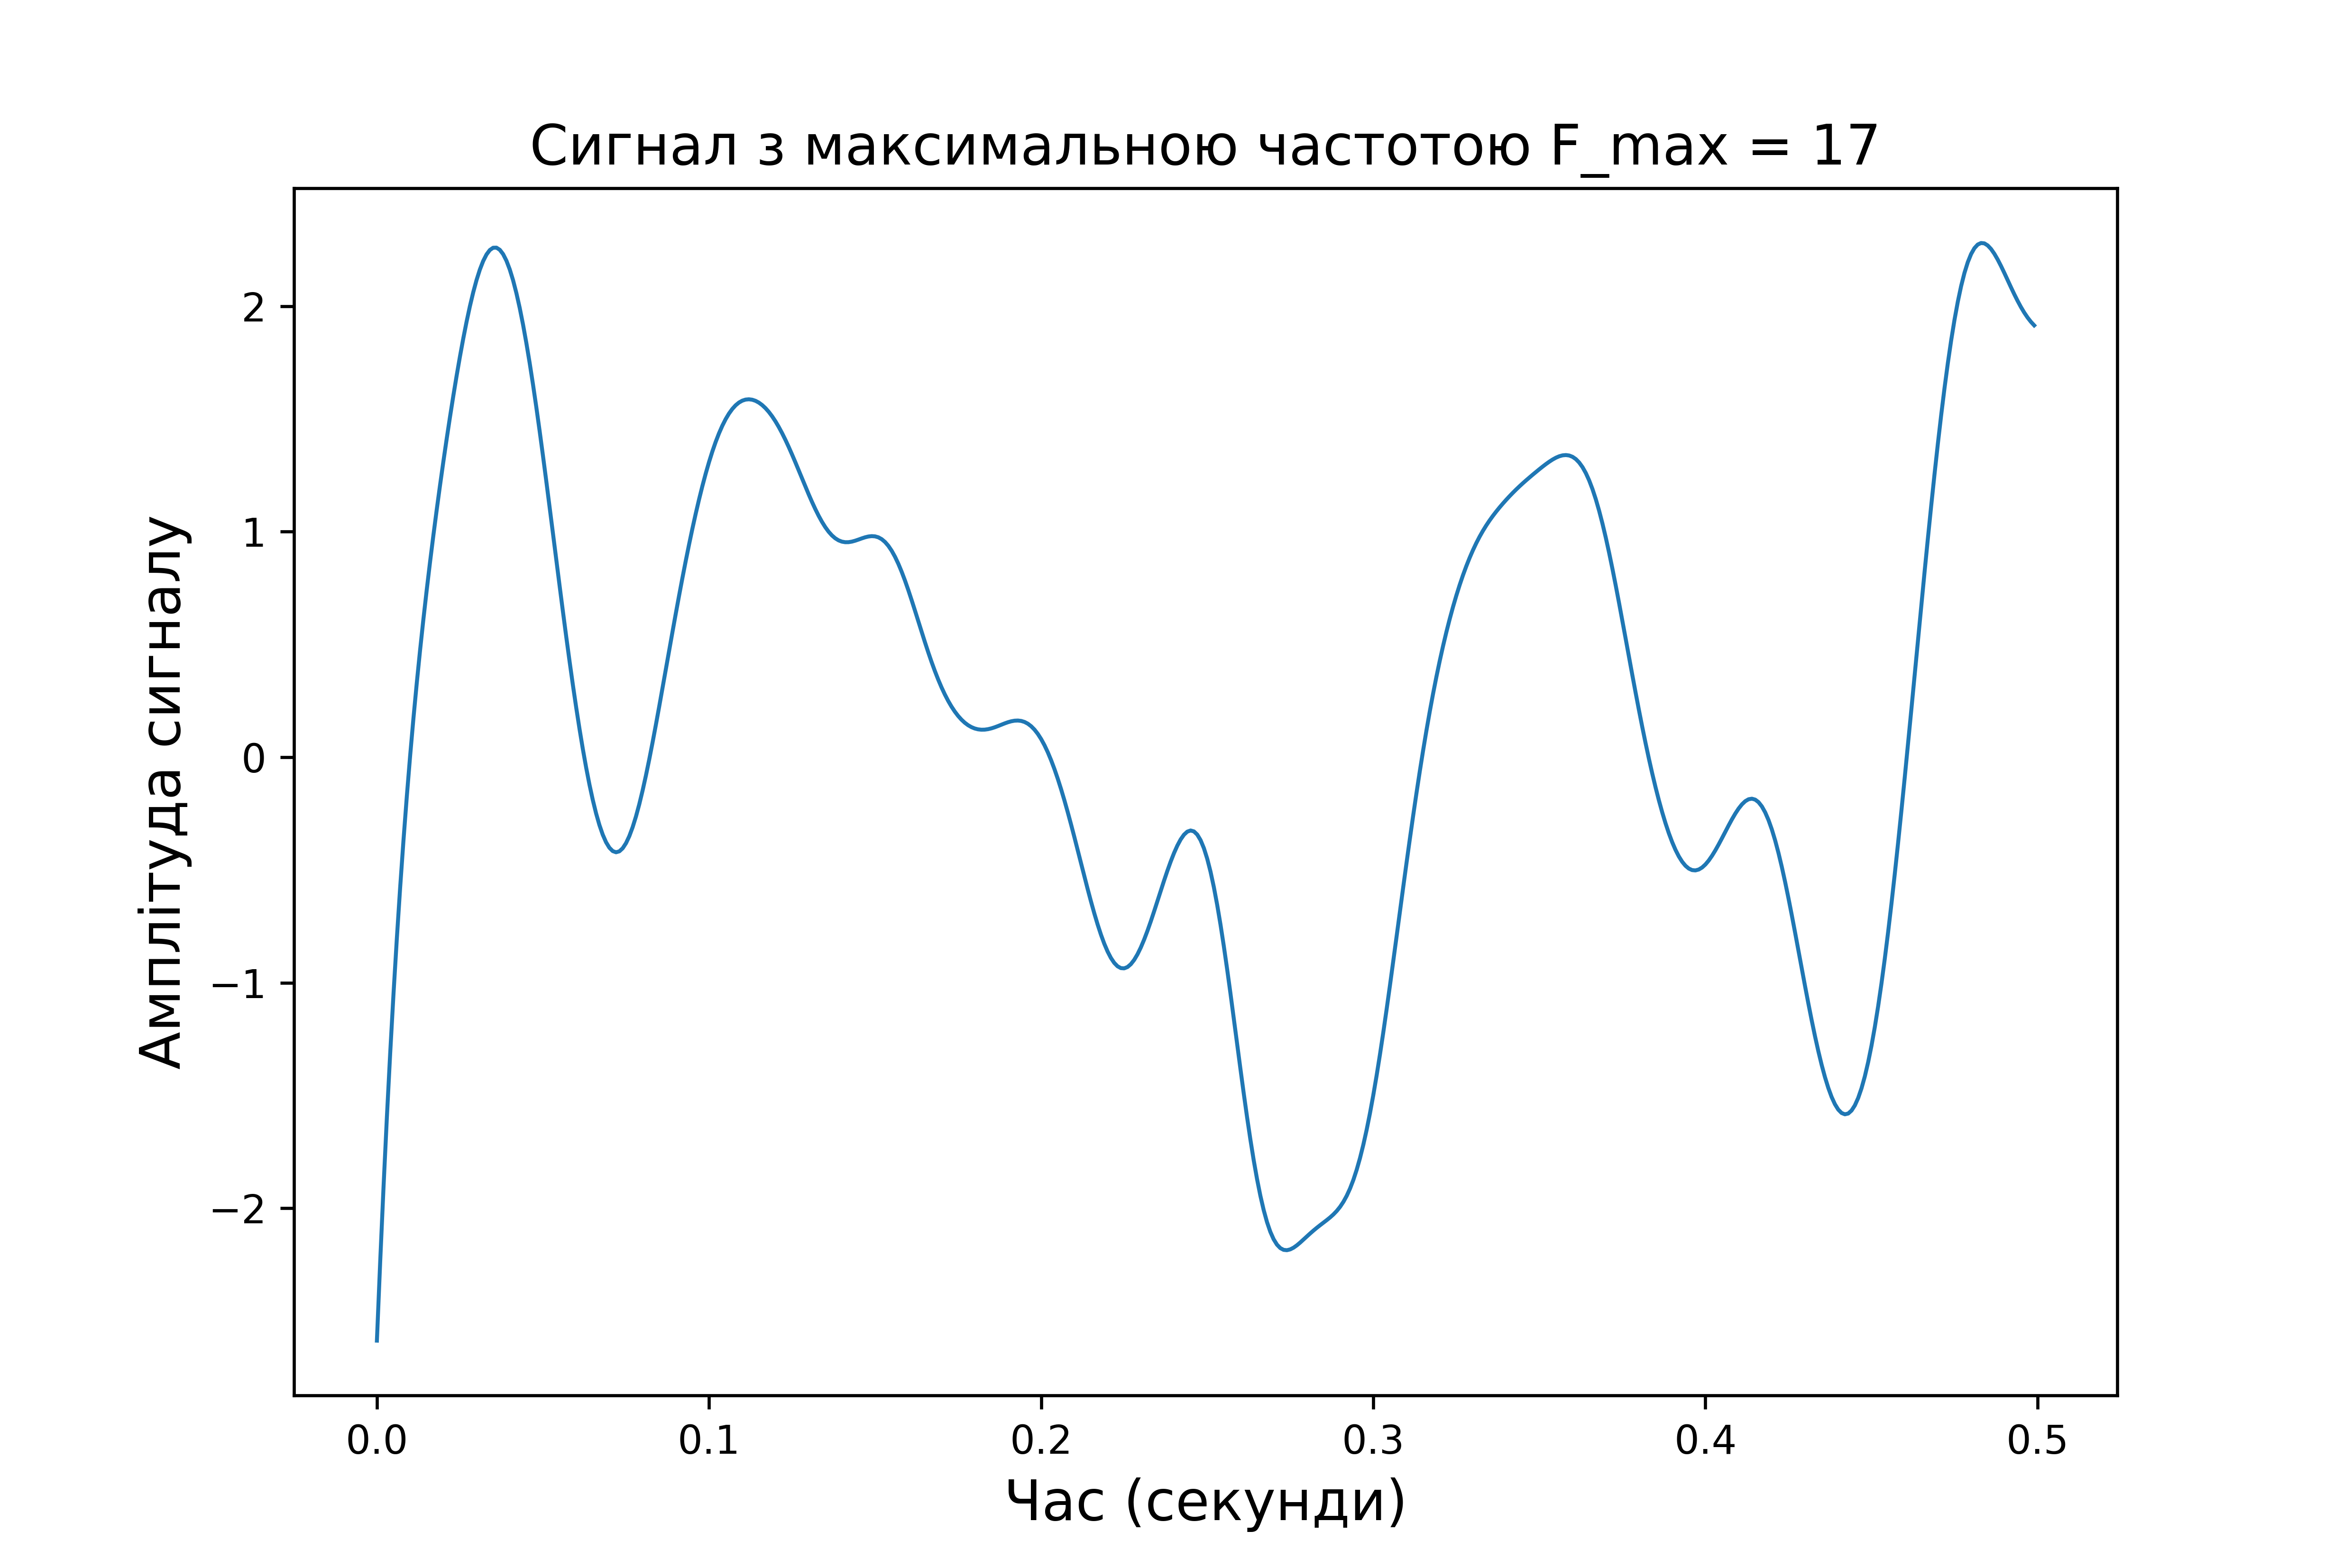 Сигнал з максимальною частотою F_max = 17
Амплітуда сигналу
2
1
0
−1
−2
0.0 0.1 0.2 0.3 0.4 0.5
Час (секунди)